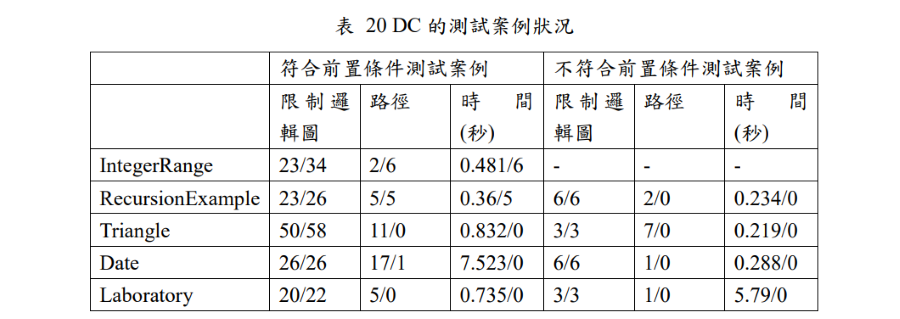 表 20 DC 的測試案例狀況
符合前置條件測試案例 不符合前置條件測試案例
限制邏輯圖 路徑 時間(秒) 限制邏輯圖 路徑 時間(秒)
IntegerRange 23/34 2/6 0.481/6 - - -
RecursionExample 23/26 5/5 0.36/5 6/6 2/0 0.234/0
Triangle 50/58 11/0 0.832/0 3/3 7/0 0.219/0
Date 26/26 17/1 7.523/0 6/6 1/0 0.288/0
Laboratory 20/22 5/0 0.735/0 3/3 1/0 5.79/0